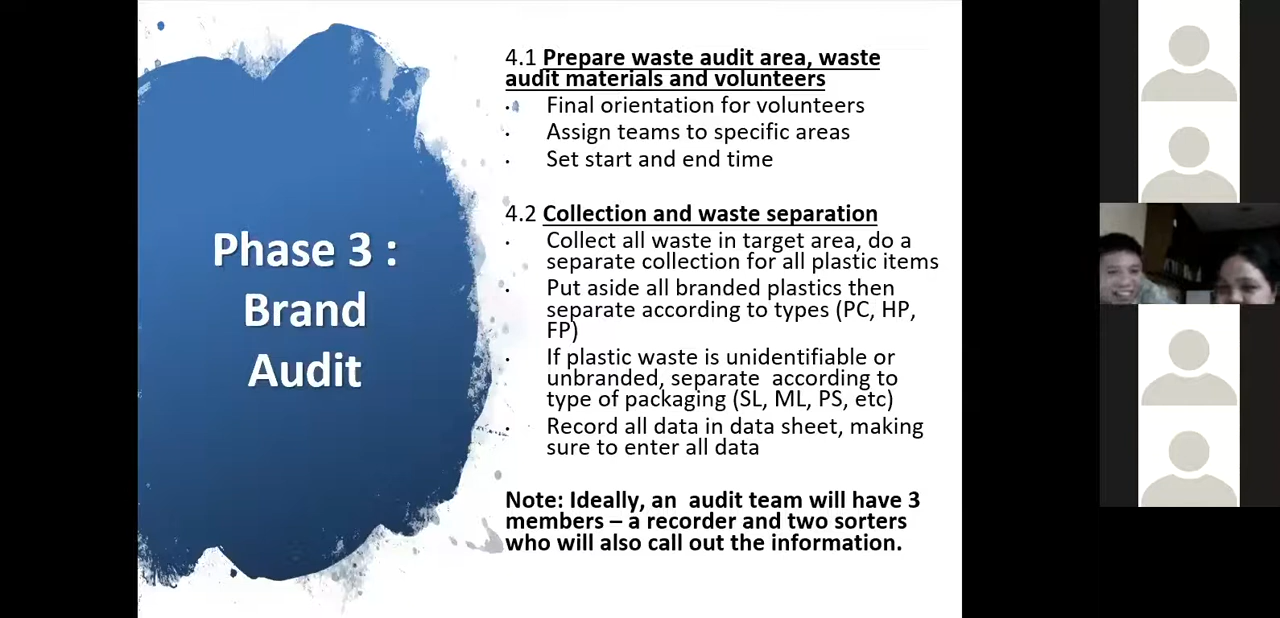 Phase 3 :
Brand
Audit
4.1 Prepare waste audit area, waste
audit materials and volunteers
• Final orientation for volunteers
• Assign teams to specific areas
• Set start and end time
4.2 Collection and waste separation
• Collect all waste in target area, do a
separate collection for all plastic items
• Put aside all branded plastics then
separate according to types (PC, HP,
FP)
• If plastic waste is unidentifiable or
unbranded, separate  according to
type of packaging (SL, ML, PS, etc)
• Record all data in data sheet, making
sure to enter all data
Note: Ideally, an  audit team will have 3
members – a recorder and two sorters
who will also call out the information.